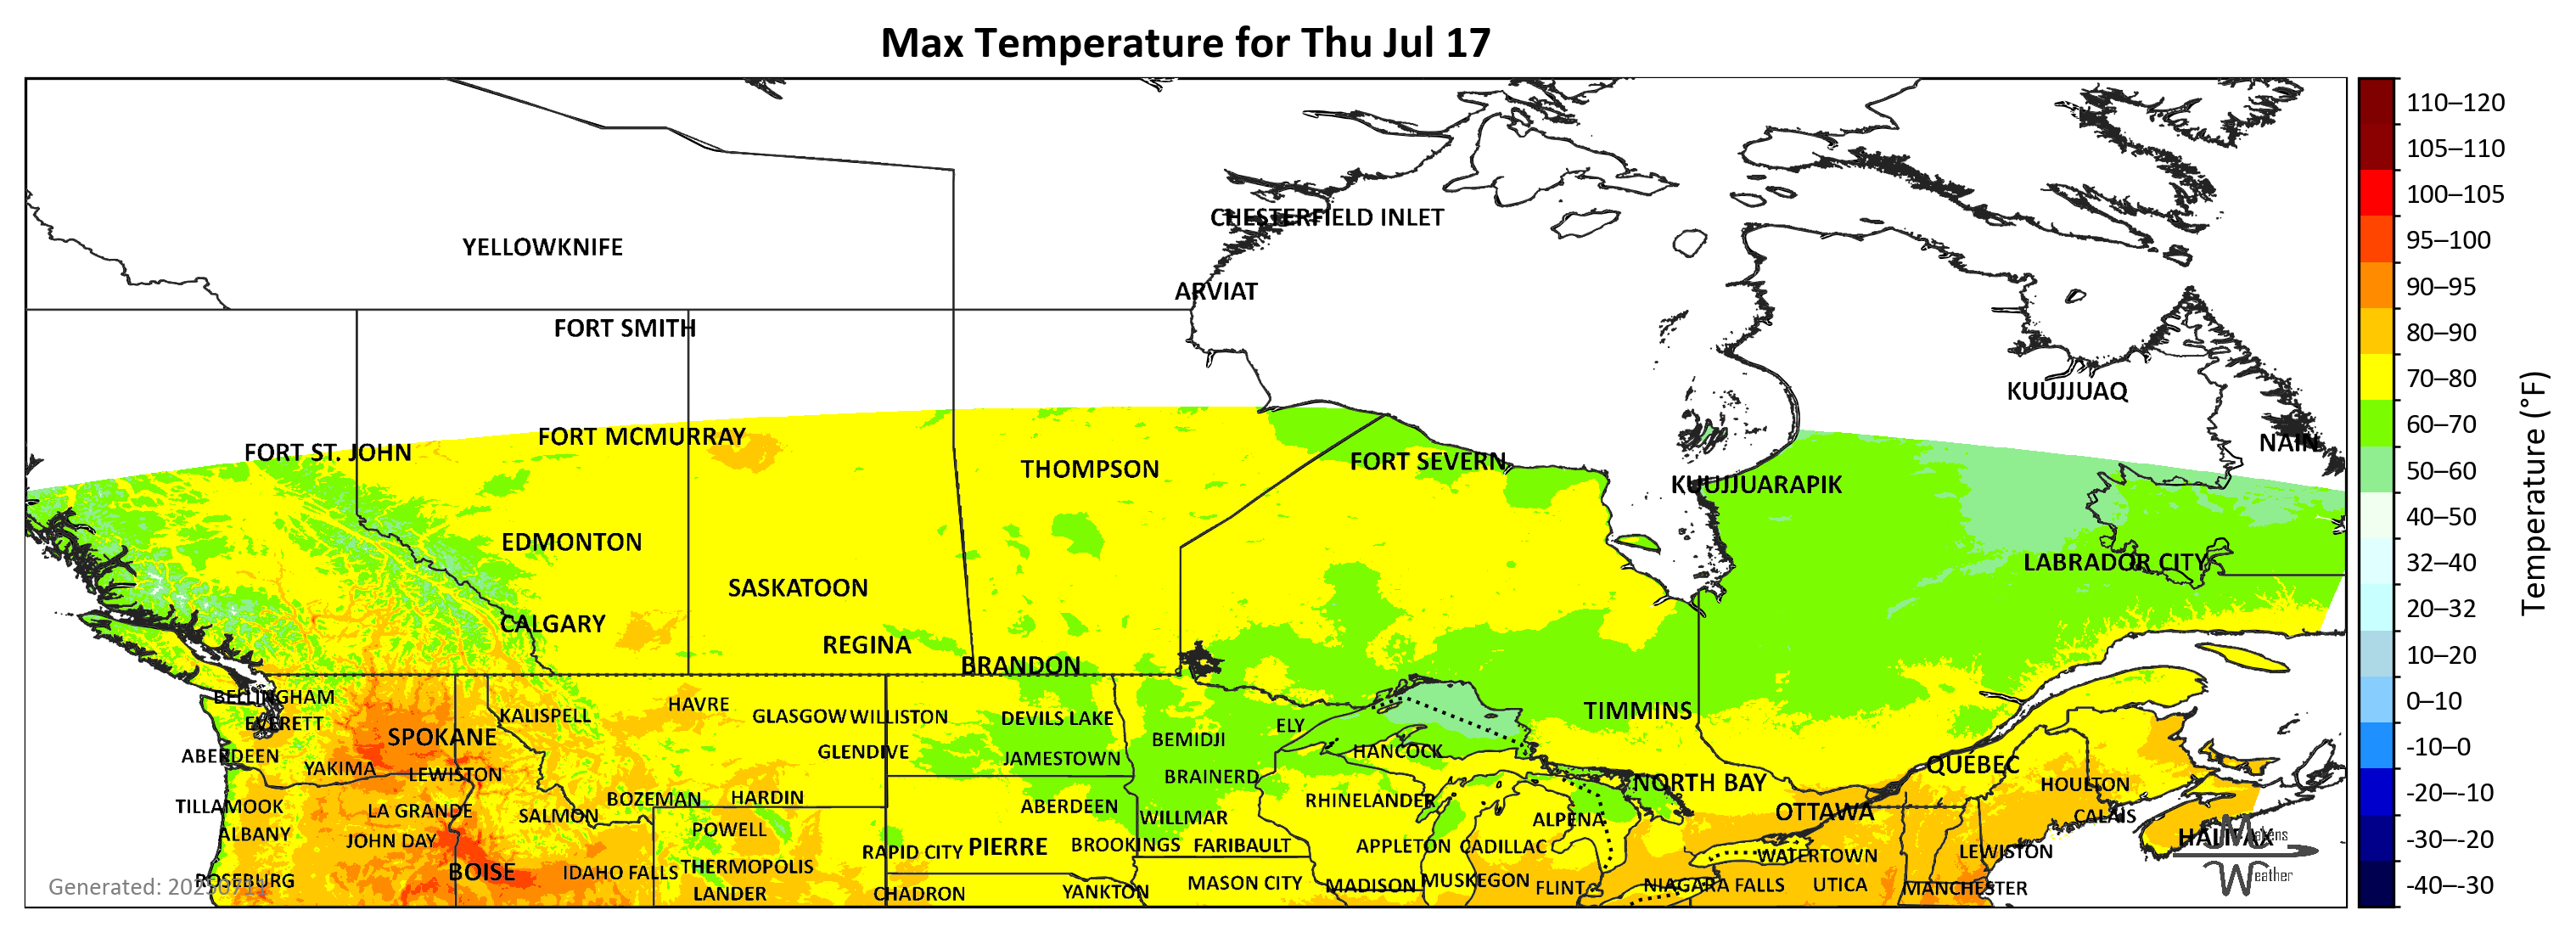 Max Temperature for Thu Jul 17
CHESTERFIELD INLET
YELLOWKNIFE
ARVIAT
FORT SMITH
KUUJJUAQ
FORT MCMURRAY
NAIN
FORT ST. JOHN
FORT SEVERN
THOMPSON
KUUJJUARAPIK
EDMONTON
LABRADOR CITY
SASKATOON
CALGARY
REGINA
BRANDON
BELLINGHAM
HAVRE
TIMMINS
KALISPELL
GLASGOW
WILLISTON
DEVILS LAKE
EVERETT
ELY
SPOKANE
BEMIDJI
HANCOCK
GLENDIVE
ABERDEEN
JAMESTOWN
QUÉBEC
YAKIMA
LEWISTON
BRAINERD
NORTH BAY
HOULTON
BOZEMAN
HARDIN
RHINELANDER
TILLAMOOK
ABERDEEN
LA GRANDE
SALMON
OTTAWA
CALAIS
WILLMAR
ALPENA
POWELL
ALBANY
HALIFAX
JOHN DAY
BROOKINGS
FARIBAULT
APPLETON
CADILLAC
PIERRE
RAPID CITY
LEWISTON
WATERTOWN
THERMOPOLIS
BOISE
IDAHO FALLS
ROSEBURG
MUSKEGON
MASON CITY
MADISON
NIAGARA FALLS
UTICA
FLINT
MANCHESTER
YANKTON
LANDER
CHADRON
Generated: 20250711
Makens
Weather
110–120
105–110
100–105
95–100
90–95
80–90
70–80
60–70
50–60
40–50
32–40
20–32
10–20
0–10
-10–0
-20–-10
-30–-20
-40–-30
Temperature (°F)